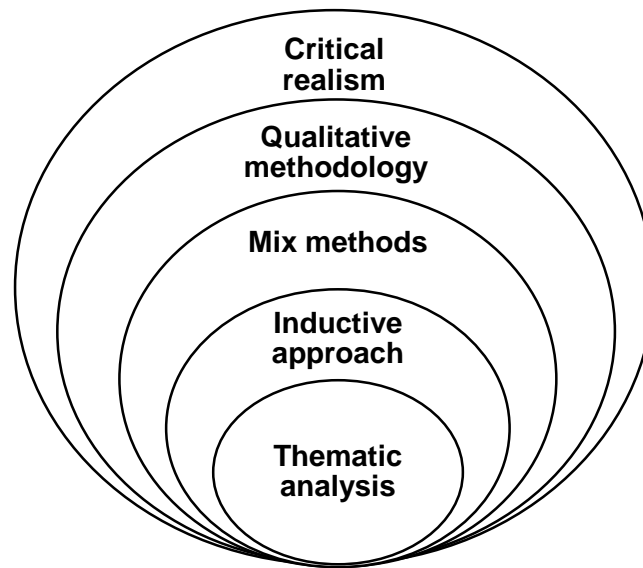 Critical
realism
Qualitative
methodology
Mix methods
Inductive
approach
Thematic
analysis